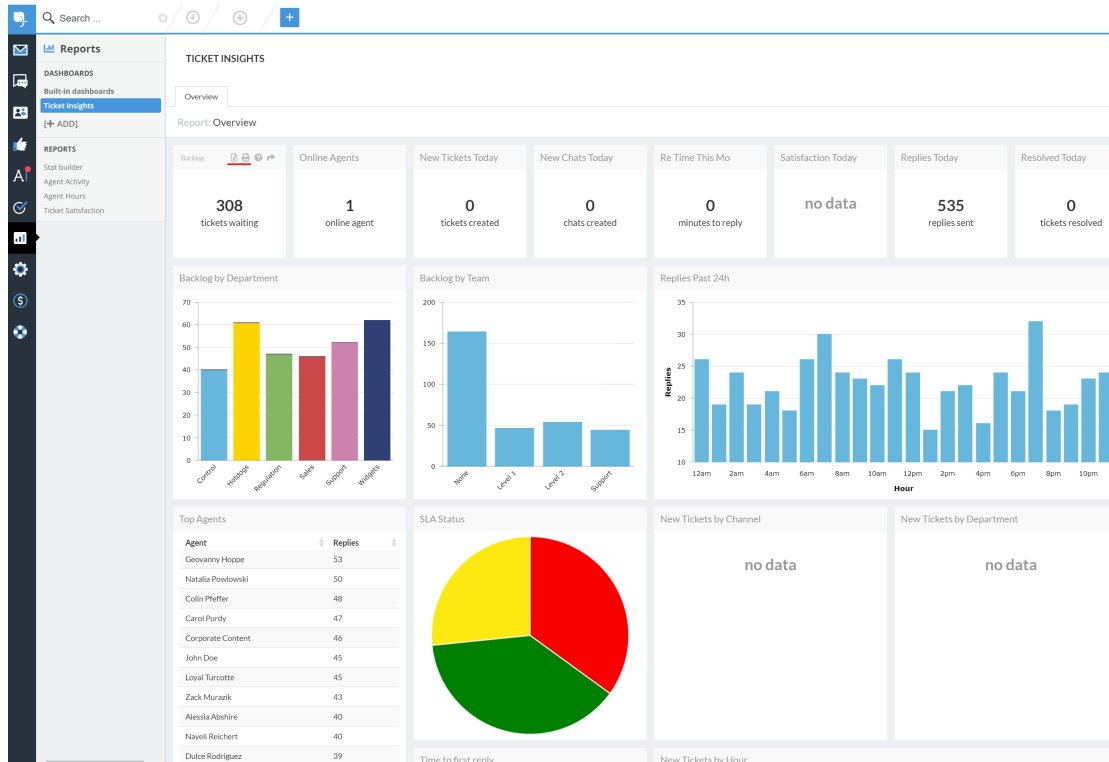 Search ...
+
Reports
DASHBOARDS
Built-in dashboards
Ticket Insights
[+ ADD]
REPORTS
Stat builder
Agent Activity
Agent Hours
Ticket Satisfaction
TICKET INSIGHTS
Overview
Report: Overview
Backlog
308
tickets waiting
Online Agents
1
online agent
New Tickets Today
0
tickets created
New Chats Today
0
chats created
Re Time This Mo
0
minutes to reply
Satisfaction Today
no data
Replies Today
535
replies sent
Resolved Today
0
tickets resolved
Backlog by Department
70
60
50
40
30
20
10
0
Control Hotdogs Regulation Sales Support Widgets
Backlog by Team
200
150
100
50
0
None Level 1 Level 2 Support
Replies Past 24h
35
30
25
20
15
10
Replies
12am 2am 4am 6am 8am 10am 12pm 2pm 4pm 6pm 8pm 10pm
Hour
Top Agents
Agent Replies
Geovanny Hoppe 53
Natalia Powlowski 50
Colin Pfeffer 48
Carol Purdy 47
Corporate Content 46
John Doe 45
Loyal Turcotte 45
Zack Murazik 43
Alessia Abshire 40
Nayeli Reichert 40
Dulce Rodriguez 39
SLA Status
New Tickets by Channel
no data
New Tickets by Department
no data
Time to first reply
New Tickets by Hour